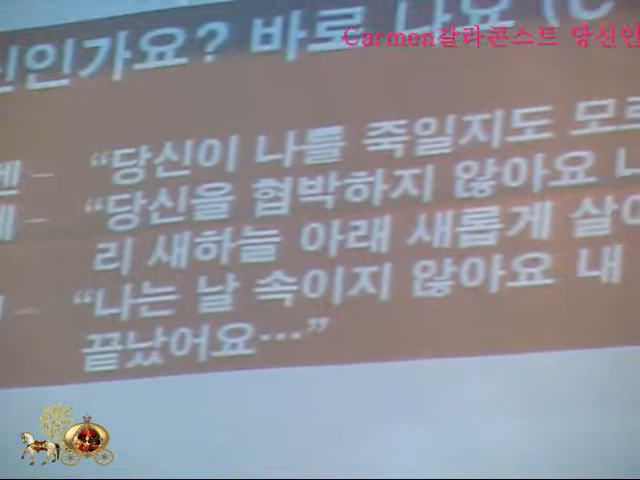 Carmen갈라콘스트 당신인
신인가요? 바로 나요 (C
멘 – “당신이 나를 죽일지도 모르
세 – “당신을 협박하지 않아요 나
리 새하늘 아래 새롭게 살아
– “나는 날 속이지 않아요 내
끝났어요…”